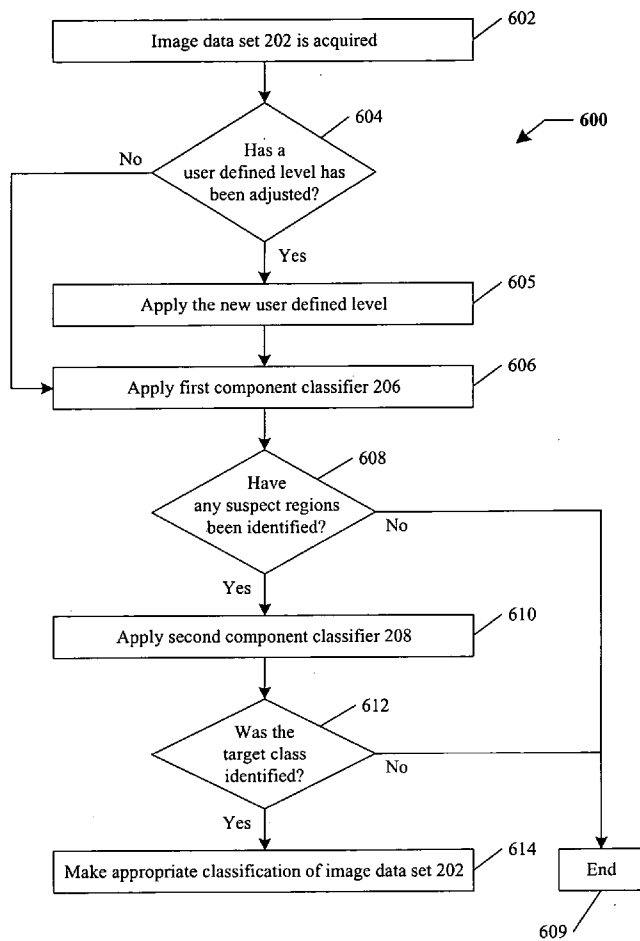 Image data set 202 is acquired
602
604
600
Has a
user defined level has
been adjusted?
No
Yes
605
Apply the new user defined level
606
Apply first component classifier 206
608
Have
any suspect regions
been identified?
No
Yes
610
Apply second component classifier 208
612
Was the
target class
identified?
No
Yes
614
Make appropriate classification of image data set 202
End
609